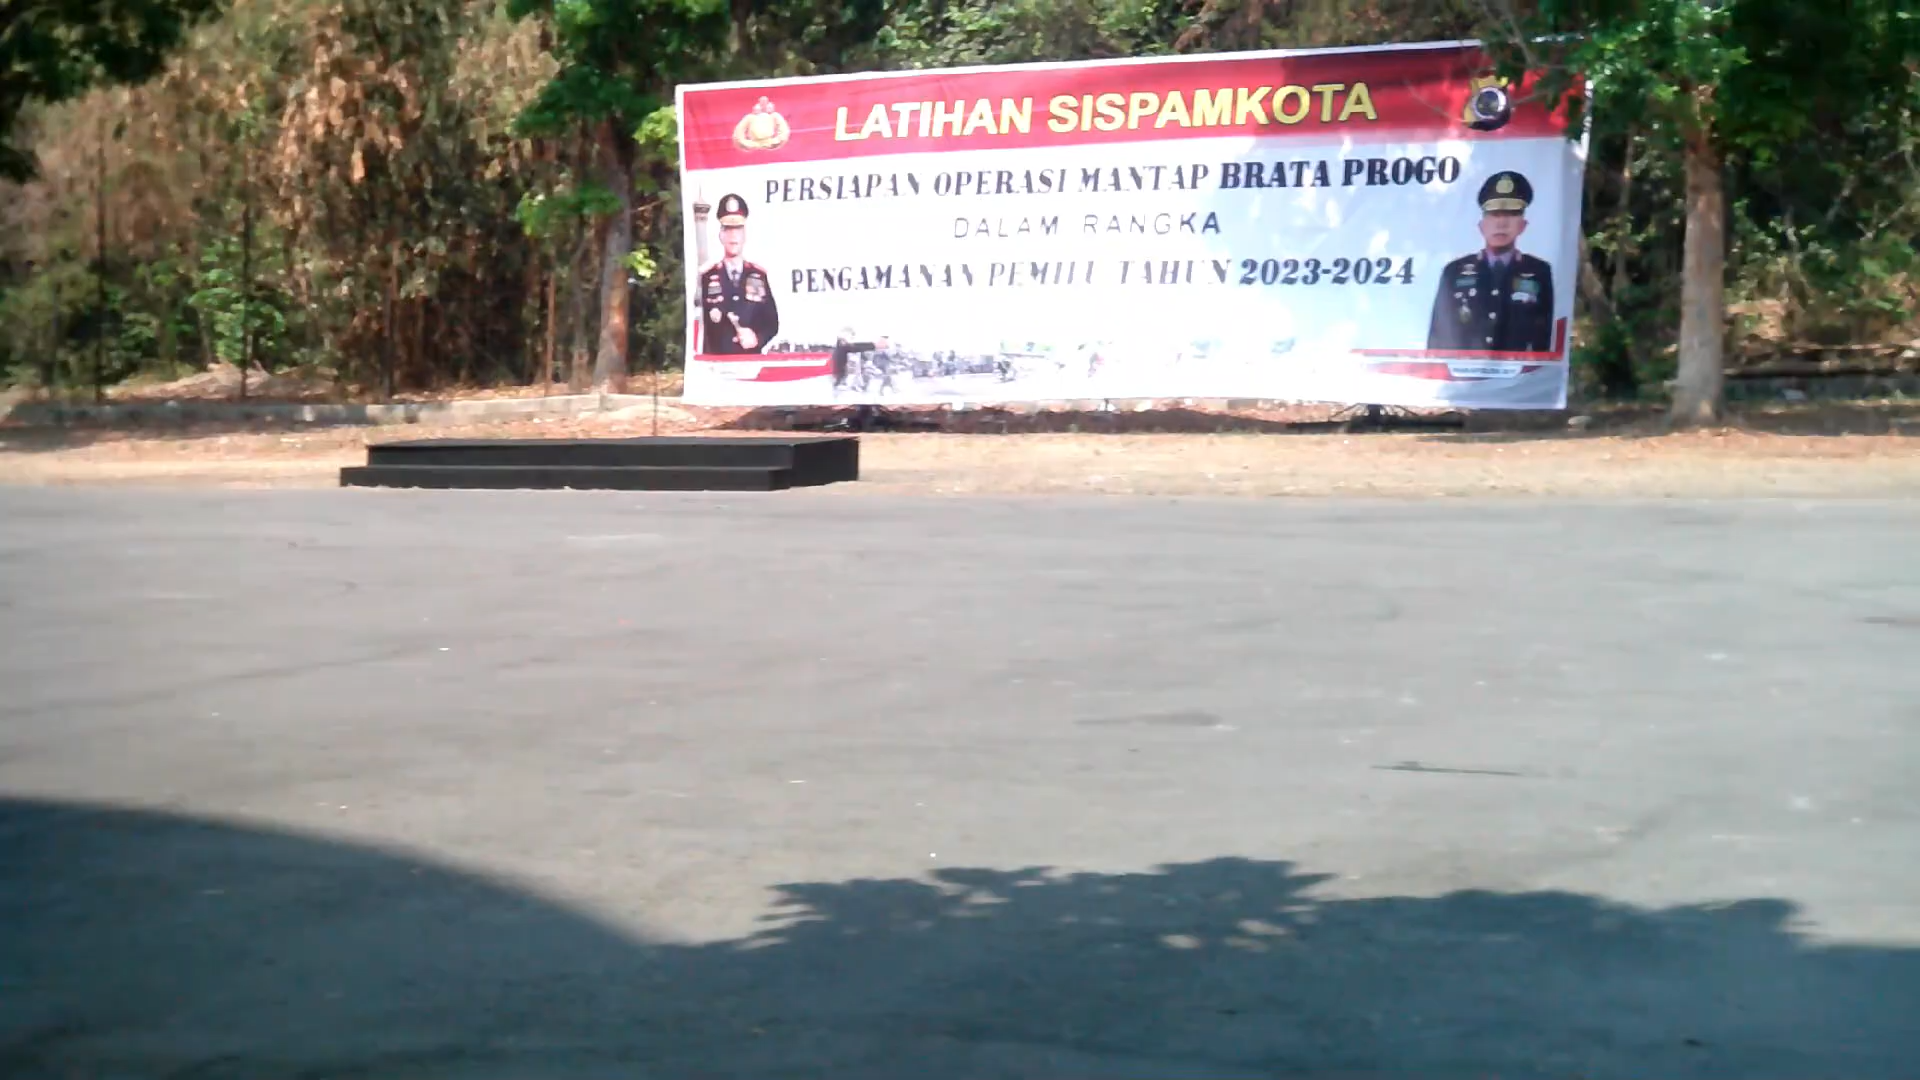 LATIHAN SISPAMKOTA
PERSIAPAN OPERASI MANTAP BRATA PROGO
DALAM RANGKA
PENGAMANAN PEMILU TAHUN 2023-2024